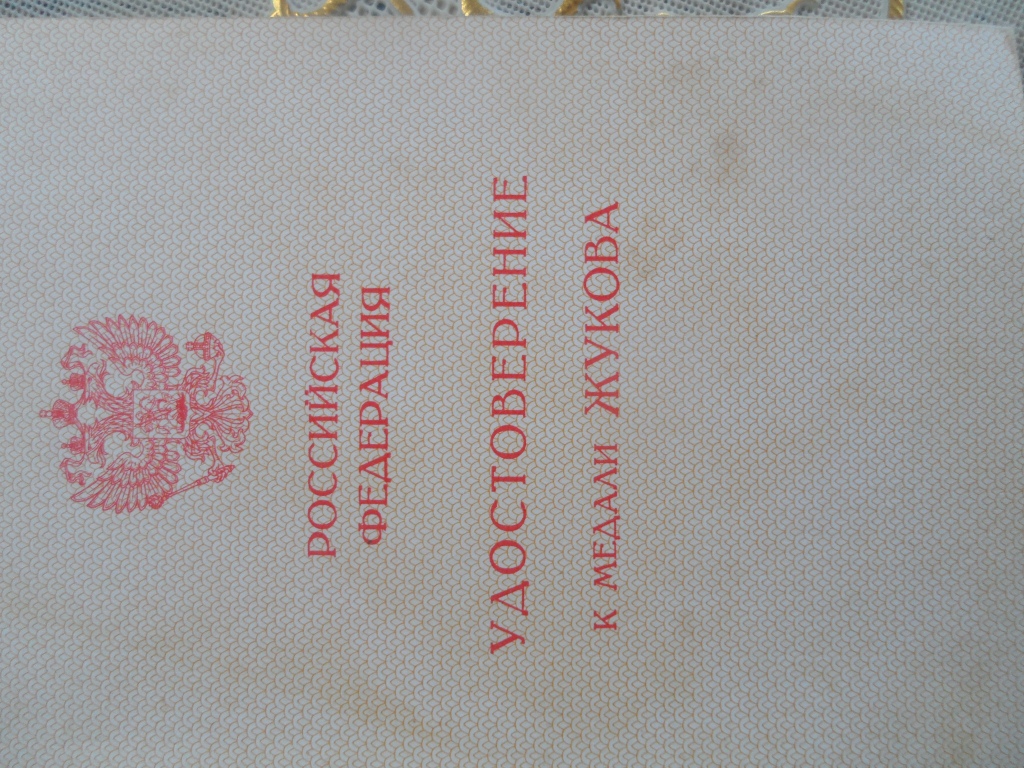 РОССИЙСКАЯ
ФЕДЕРАЦИЯ
УДОСТОВЕРЕНИЕ
К МЕДАЛИ ЖУКОВА